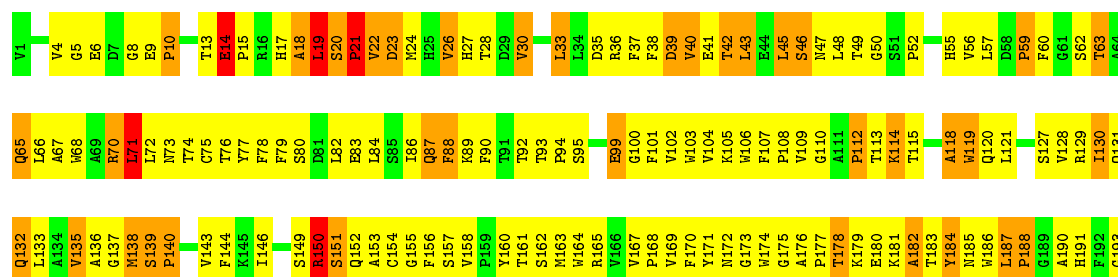 V1 V4 G5 E6 D7 G8 E9 P10 T13 E14 P15 R16 H17 A18 L19 S20 P21 V22 D23 M24 H25 V26 H27 T28 D29 V30 L33 L34 D35 R36 F37 F38 D39 V40 E41 T42 L43 E44 L45 S46 N47 L48 T49 G50 S51 P52 H55 V56 L57 D58 P59 F60 G61 S62 T63 A64
Q65 L66 A67 W68 A69 R70 L71 L72 N73 T74 G75 T76 Y77 F78 F79 S80 D81 L82 E83 L84 S85 I86 Q87 F88 K89 F90 T91 T92 T93 P94 S95 E99 G100 F101 V102 W103 V104 K105 W106 F107 P108 V109 G110 A111 P112 T113 K114 T115 A118 W119 Q120 L121 S127 V128 R129 I130 Q131
Q132 L133 A134 V135 A136 G137 M138 S139 P140 V143 F144 K145 I146 S149 R150 S151 Q152 A153 C154 G155 F156 S157 V158 P159 Y160 T161 S162 M163 W164 R165 V166 V167 P168 V169 F170 Y171 N172 G173 W174 G175 A176 P177 T178 K179 E180 K181 A182 T183 Y184 N185 W186 L187 P188 G189 A190 H191 F192